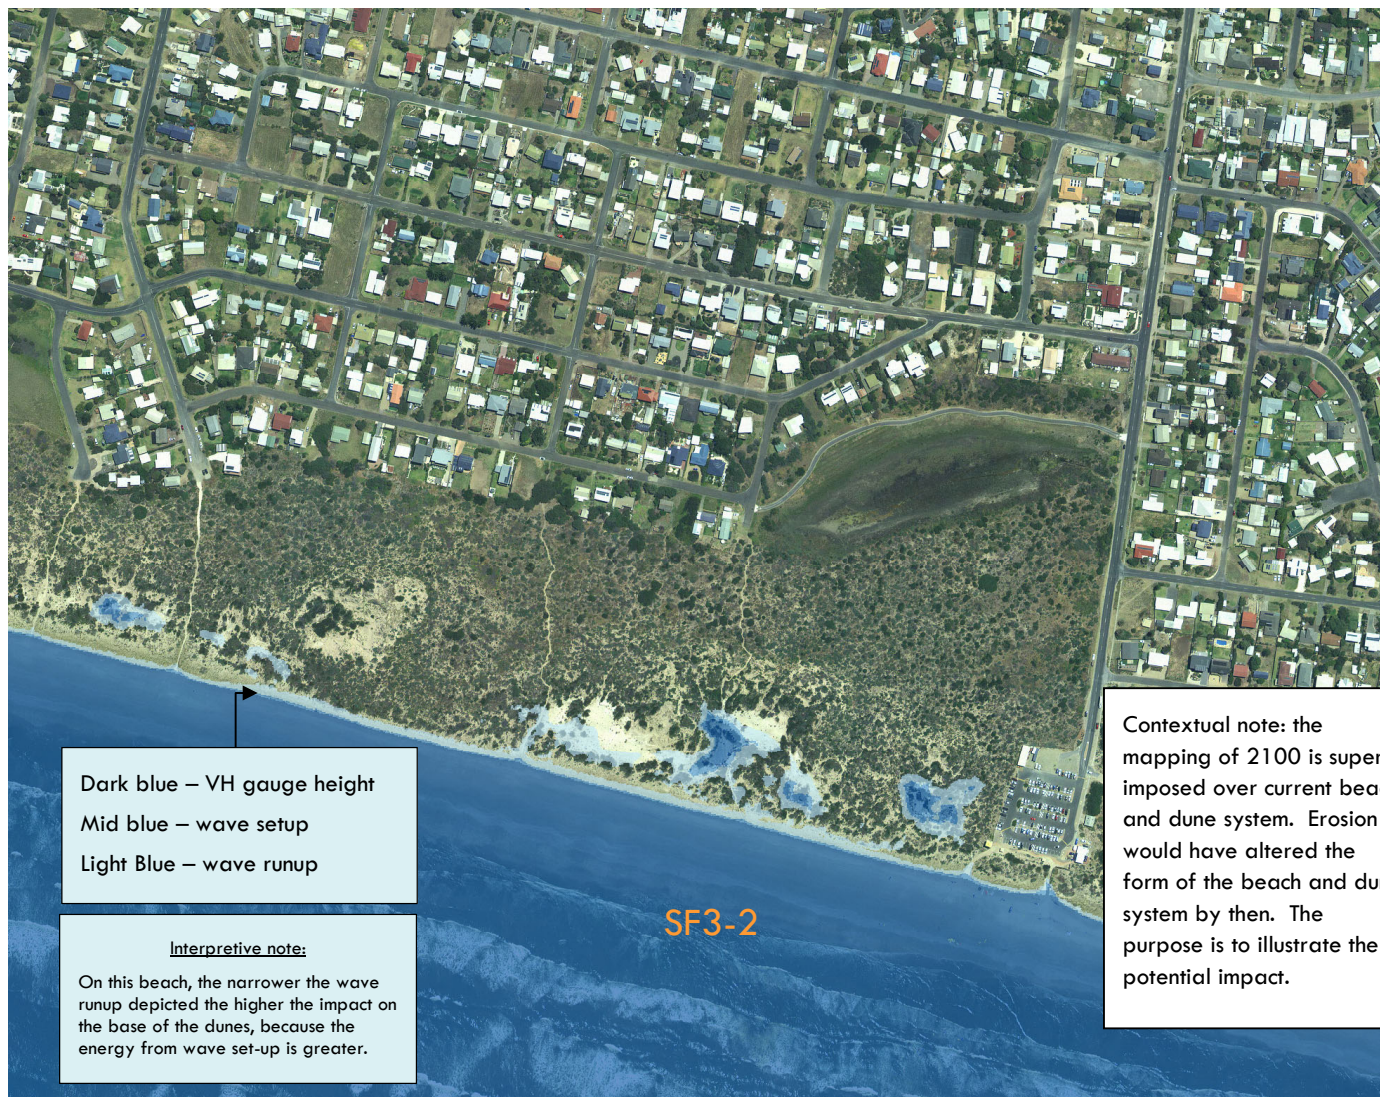 Dark blue – VH gauge height
Mid blue – wave setup
Light Blue – wave runup
Interpretive note:
On this beach, the narrower the wave
runup depicted the higher the impact on
the base of the dunes, because the
energy from wave set-up is greater.
SF3-2
Contextual note: the
mapping of 2100 is super
imposed over current
and dune system. Erosion
would have altered the
form of the beach and
system by then. The
purpose is to illustrate the
potential impact.